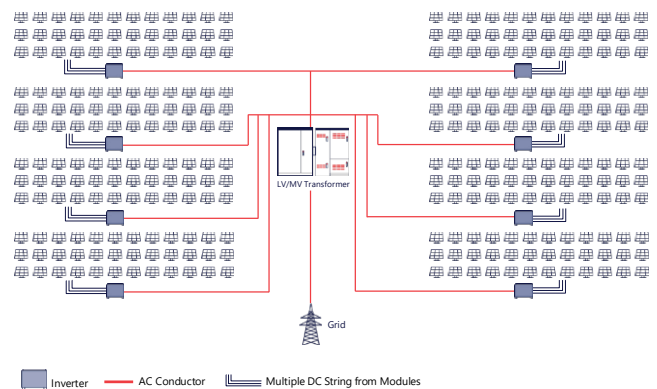 LV/MV Transformer
Grid
Inverter
AC Conductor
Multiple DC String from Modules